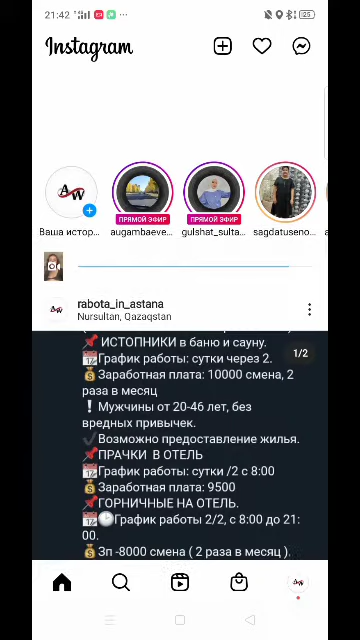 21:42
25
Instagram
AW
ПРЯМОЙ ЭФИР
ПРЯМОЙ ЭФИР
Ваша истор...
augambaeve...
gulshat_sulta...
sagdatuseno...
rabota_in_astana
Nursultan, Qazaqstan
1/2
📌 ИСТОПНИКИ в баню и сауну.
📆График работы: сутки через 2.
💰Заработная плата: 10000 смена, 2
раза в месяц
❗ Мужчины от 20-46 лет, без
вредных привычек.
✔️Возможно предоставление жилья.
📌ПРАЧКИ В ОТЕЛЬ
📆График работы: сутки /2 с 8:00
💰Заработная плата: 9500
📌ГОРНИЧНЫЕ НА ОТЕЛЬ.
📆🕑График работы 2/2, с 8:00 до 21:
00.
💰Зп -8000 смена ( 2 раза в месяц ).